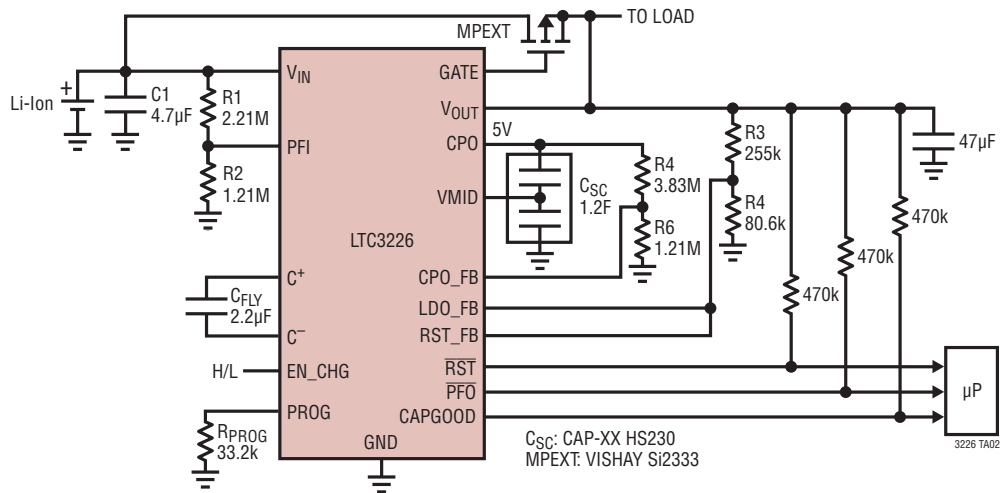 MPEXT
TO LOAD
Li-Ion
+
C1
4.7µF
R1
2.21M
R2
1.21M
VIN
PFI
GATE
VOUT
CPO
5V
VMID
LTC3226
CSC
1.2F
R4
3.83M
R6
1.21M
R3
255k
R4
80.6k
47µF
470k
470k
470k
C+
CFLY
2.2µF
C–
CPO_FB
LDO_FB
RST_FB
H/L
EN_CHG
PROG
RPROG
33.2k
GND
RST
PFO
CAPGOOD
µP
CSC: CAP-XX HS230
MPEXT: VISHAY Si2333
3226 TA02